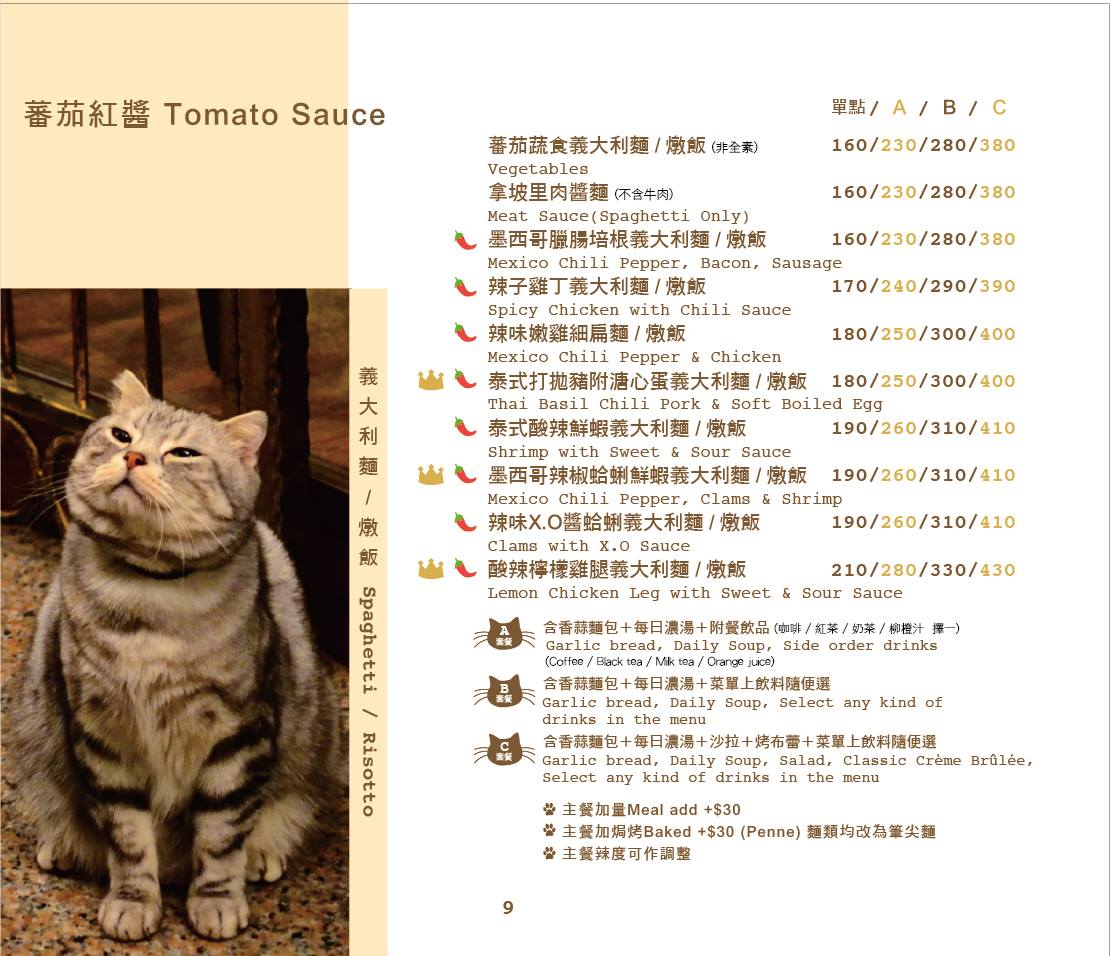 蕃茄紅醬 Tomato Sauce
單點/ A / B / C
蕃茄蔬食義大利麵 / 燉飯 (非全素) 160/230/280/380
Vegetables
拿坡里肉醬麵 (不含牛肉) 160/230/280/380
Meat Sauce(Spaghetti Only)
墨西哥臘腸培根義大利麵 / 燉飯 160/230/280/380
Mexico Chili Pepper, Bacon, Sausage
辣子雞丁義大利麵 / 燉飯 170/240/290/390
Spicy Chicken with Chili Sauce
辣味嫩雞細扁麵 / 燉飯 180/250/300/400
Mexico Chili Pepper & Chicken
泰式打拋豬附溏心蛋義大利麵 / 燉飯 180/250/300/400
Thai Basil Chili Pork & Soft Boiled Egg
泰式酸辣鮮蝦義大利麵 / 燉飯 190/260/310/410
Shrimp with Sweet & Sour Sauce
墨西哥辣椒蛤蜊鮮蝦義大利麵 / 燉飯 190/260/310/410
Mexico Chili Pepper, Clams & Shrimp
辣味X.O醬蛤蜊義大利麵 / 燉飯 190/260/310/410
Clams with X.O Sauce
酸辣檸檬雞腿義大利麵 / 燉飯 210/280/330/430
Lemon Chicken Leg with Sweet & Sour Sauce
義大利麵/燉飯 Spaghetti / Risotto
A 套餐 含香蒜麵包＋每日濃湯＋附餐飲品 (咖啡 / 紅茶 / 奶茶 / 柳橙汁 擇一)
Garlic bread, Daily Soup, Side order drinks
(Coffee / Black tea / Milk tea / Orange juice)
B 套餐 含香蒜麵包＋每日濃湯＋菜單上飲料隨便選
Garlic bread, Daily Soup, Select any kind of
drinks in the menu
C 套餐 含香蒜麵包＋每日濃湯＋沙拉＋烤布蕾＋菜單上飲料隨便選
Garlic bread, Daily Soup, Salad, Classic Crème Brûlée,
Select any kind of drinks in the menu
主餐加量Meal add +$30
主餐加焗烤Baked +$30 (Penne) 麵類均改為筆尖麵
主餐辣度可作調整
9